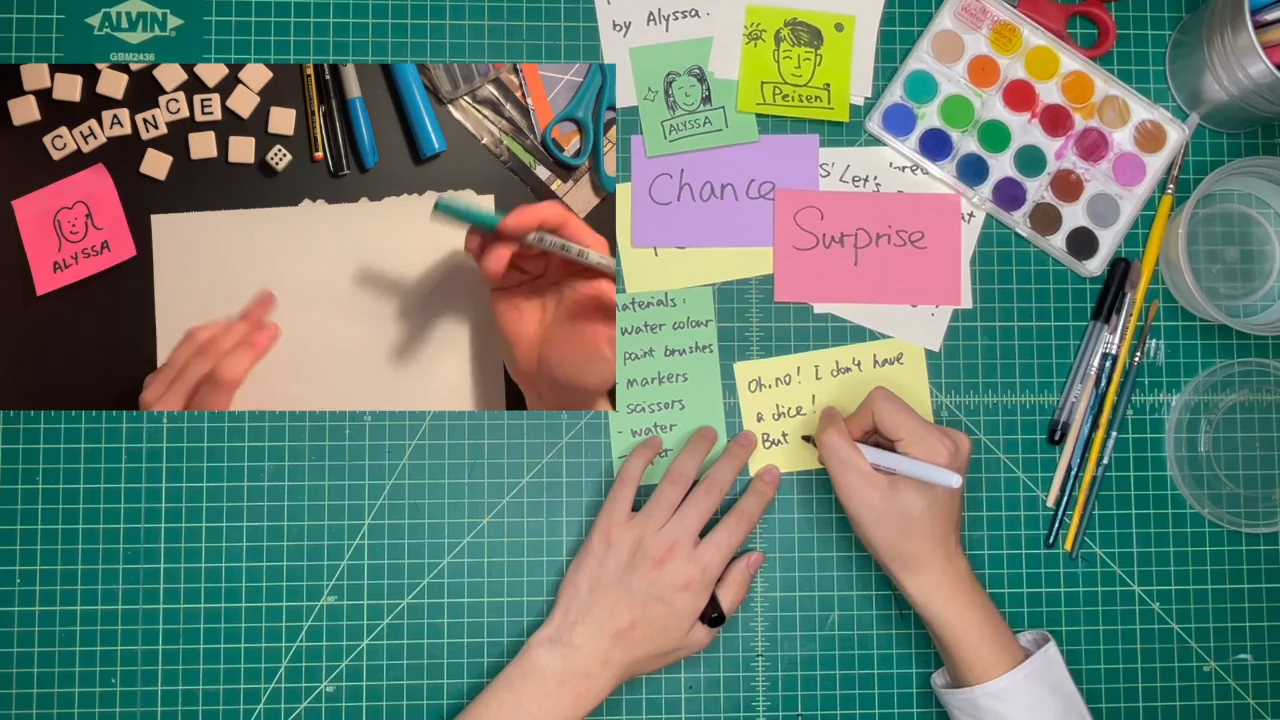 ALVIN
GBM2436
CHANCE
ALYSSA
by Alyssa.
ALYSSA
Peisen
Chance
Surprise
Let's
Materials:
water colour
paint brushes
- markers
- scissors
- water
Oh, no! I don't have
a dice!
But